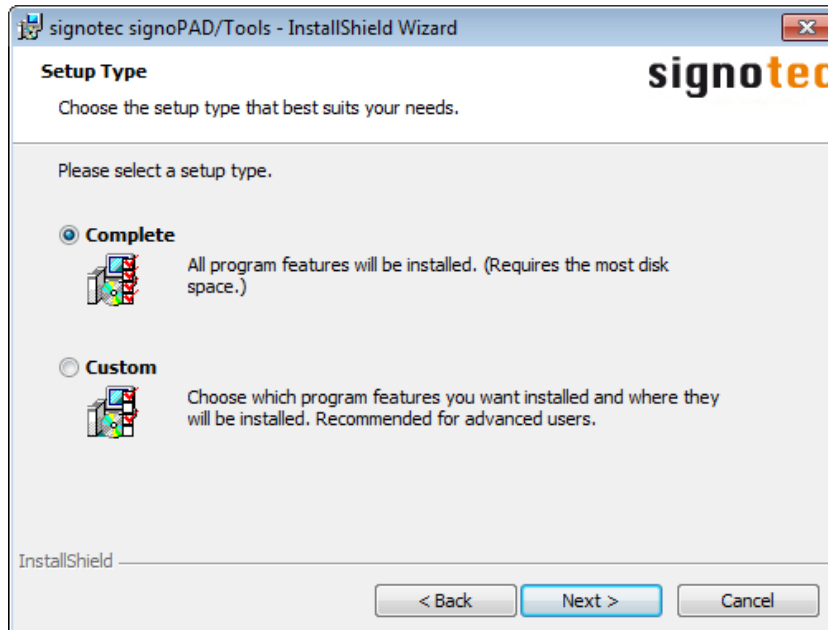 signotec signoPAD/Tools - InstallShield Wizard
Setup Type
signotec
Choose the setup type that best suits your needs.
Please select a setup type.
Complete
All program features will be installed. (Requires the most disk
space.)
Custom
Choose which program features you want installed and where they
will be installed. Recommended for advanced users.
InstallShield
< Back
Next >
Cancel